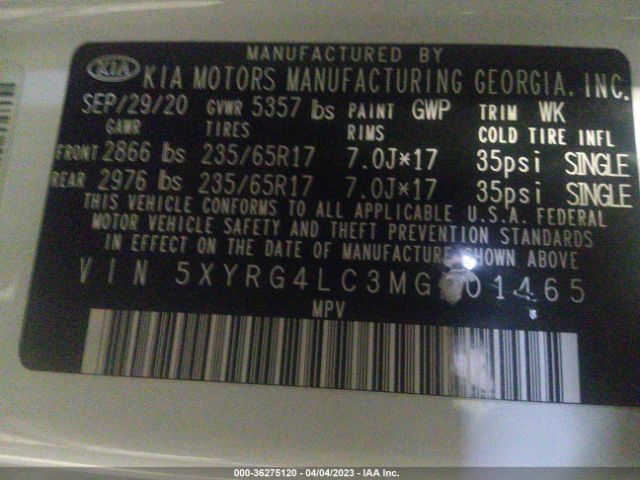 MANUFACTURED BY
KIA KIA MOTORS MANUFACTURING GEORGIA. INC.
SEP/29/20 GVWR 5357 lbs PAINT GWP TRIM WK
GAWR TIRES RIMS COLD TIRE INFL
FRONT 2866 lbs 235/65R17 7.0J*17 35psi SINGLE
REAR 2976 lbs 235/65R17 7.0J*17 35psi SINGLE
THIS VEHICLE CONFORMS TO ALL APPLICABLE U.S.A. FEDERAL
MOTOR VEHICLE SAFETY AND THEFT PREVENTION STANDARDS
IN EFFECT ON THE DATE OF MANUFACTURE SHOWN ABOVE
VIN 5XYRG4LC3MG001465
MPV
000-36275120 - 04/04/2023 - IAA Inc.